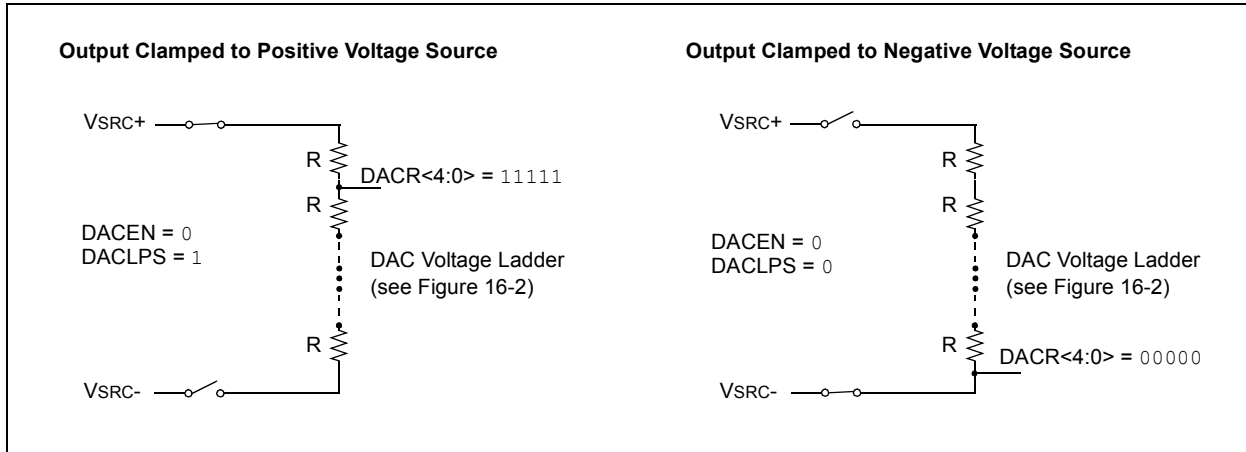 Output Clamped to Positive Voltage Source
VSRC+
R
DACR<4:0> = 11111
R
DACEN = 0
DACLPS = 1
DAC Voltage Ladder
(see Figure 16-2)
R
VSRC-
Output Clamped to Negative Voltage Source
VSRC+
R
R
DACEN = 0
DACLPS = 0
DAC Voltage Ladder
(see Figure 16-2)
R
DACR<4:0> = 00000
VSRC-